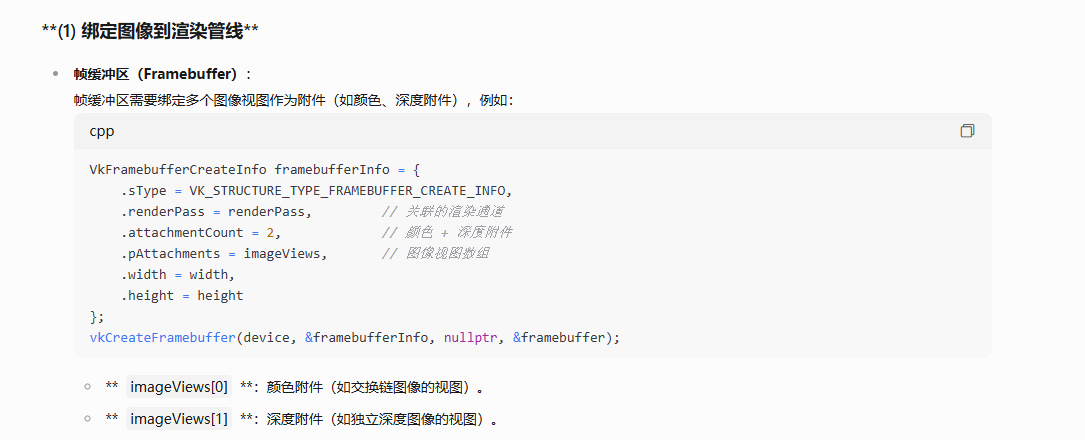 **(1) 绑定图像到渲染管线**
帧缓冲区（Framebuffer）：
帧缓冲区需要绑定多个图像视图作为附件（如颜色、深度附件），例如：
cpp
VkFramebufferCreateInfo framebufferInfo = {
    .sType = VK_STRUCTURE_TYPE_FRAMEBUFFER_CREATE_INFO,
    .renderPass = renderPass,         // 关联的渲染通道
    .attachmentCount = 2,             // 颜色 + 深度附件
    .pAttachments = imageViews,       // 图像视图数组
    .width = width,
    .height = height
};
vkCreateFramebuffer(device, &framebufferInfo, nullptr, &framebuffer);
** imageViews[0] **：颜色附件（如交换链图像的视图）。
** imageViews[1] **：深度附件（如独立深度图像的视图）。